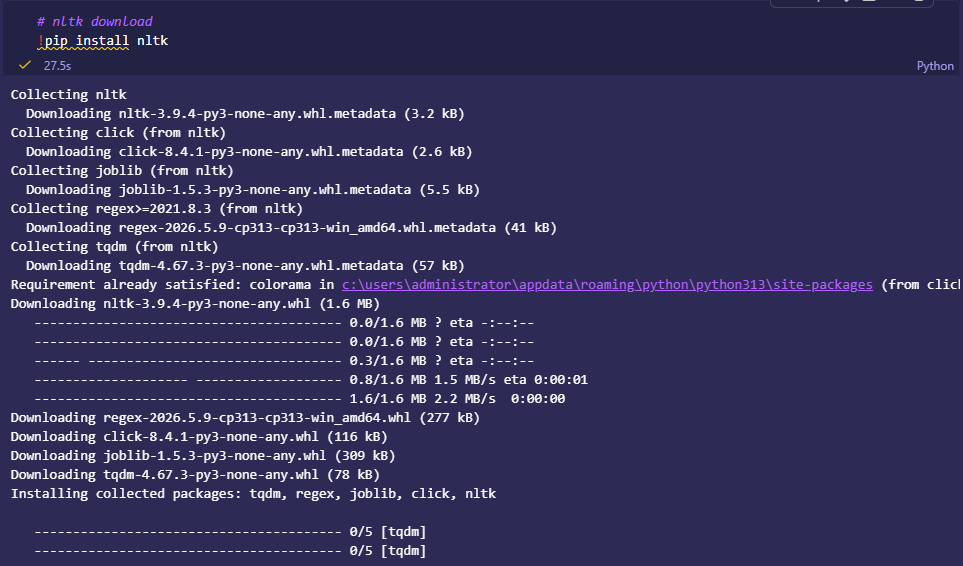 # nltk download
!pip install nltk
27.5s
Python
Collecting nltk
  Downloading nltk-3.9.4-py3-none-any.whl.metadata (3.2 kB)
Collecting click (from nltk)
  Downloading click-8.4.1-py3-none-any.whl.metadata (2.6 kB)
Collecting joblib (from nltk)
  Downloading joblib-1.5.3-py3-none-any.whl.metadata (5.5 kB)
Collecting regex>=2021.8.3 (from nltk)
  Downloading regex-2026.5.9-cp313-cp313-win_amd64.whl.metadata (41 kB)
Collecting tqdm (from nltk)
  Downloading tqdm-4.67.3-py3-none-any.whl.metadata (57 kB)
Requirement already satisfied: colorama in c:\users\administrator\appdata\roaming\python\python313\site-packages (from clic
Downloading nltk-3.9.4-py3-none-any.whl (1.6 MB)
   ---------------------------------------- 0.0/1.6 MB ? eta -:--:--
   ---------------------------------------- 0.0/1.6 MB ? eta -:--:--
   ------ --------------------------------- 0.3/1.6 MB ? eta -:--:--
   -------------------- ------------------- 0.8/1.6 MB 1.5 MB/s eta 0:00:01
   ---------------------------------------- 1.6/1.6 MB 2.2 MB/s  0:00:00
Downloading regex-2026.5.9-cp313-cp313-win_amd64.whl (277 kB)
Downloading click-8.4.1-py3-none-any.whl (116 kB)
Downloading joblib-1.5.3-py3-none-any.whl (309 kB)
Downloading tqdm-4.67.3-py3-none-any.whl (78 kB)
Installing collected packages: tqdm, regex, joblib, click, nltk
   ---------------------------------------- 0/5 [tqdm]
   ---------------------------------------- 0/5 [tqdm]